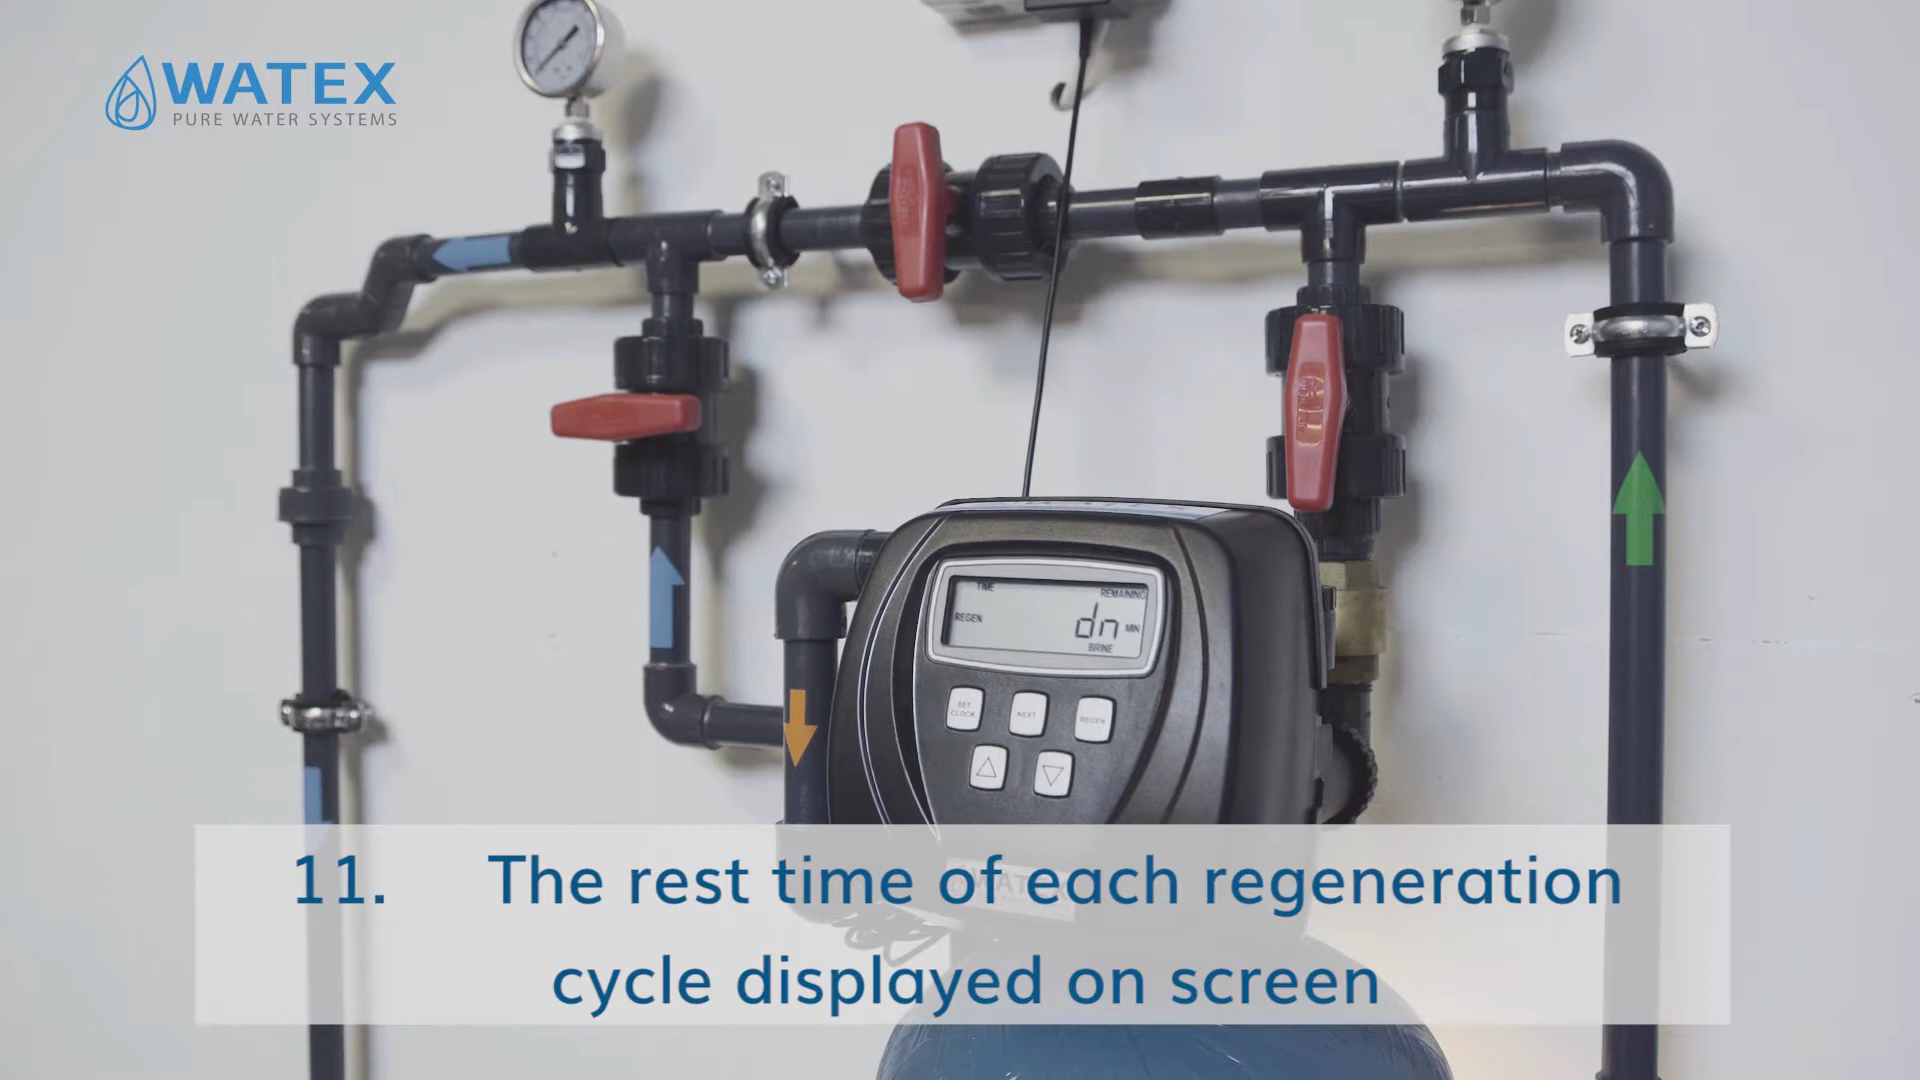 WATEX
PURE WATER SYSTEMS
TIME
REMAINING
REGEN
dn MIN
BRINE
SET CLOCK
NEXT
REGEN
11. The rest time of each regeneration
cycle displayed on screen